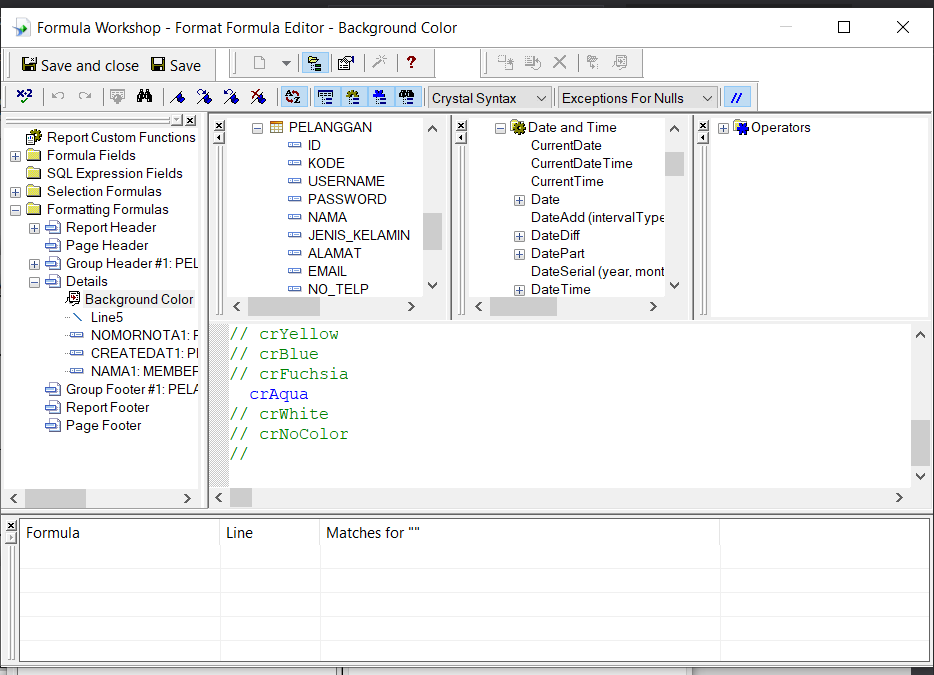 Formula Workshop - Format Formula Editor - Background Color
Save and close Save
?
x+2
Crystal Syntax Exceptions For Nulls //
Report Custom Functions
Formula Fields
SQL Expression Fields
Selection Formulas
Formatting Formulas
Report Header
Page Header
Group Header #1: PEL
Details
Background Color
Line5
NOMORNOTA1: P
CREATEDAT1: PE
NAMA1: MEMBER
Group Footer #1: PELA
Report Footer
Page Footer
PELANGGAN
ID
KODE
USERNAME
PASSWORD
NAMA
JENIS_KELAMIN
ALAMAT
EMAIL
NO_TELP
Date and Time
CurrentDate
CurrentDateTime
CurrentTime
Date
DateAdd (intervalType
DateDiff
DatePart
DateSerial (year, mont
DateTime
Operators
// crYellow
// crBlue
// crFuchsia
crAqua
// crWhite
// crNoColor
//
Formula Line Matches for ""